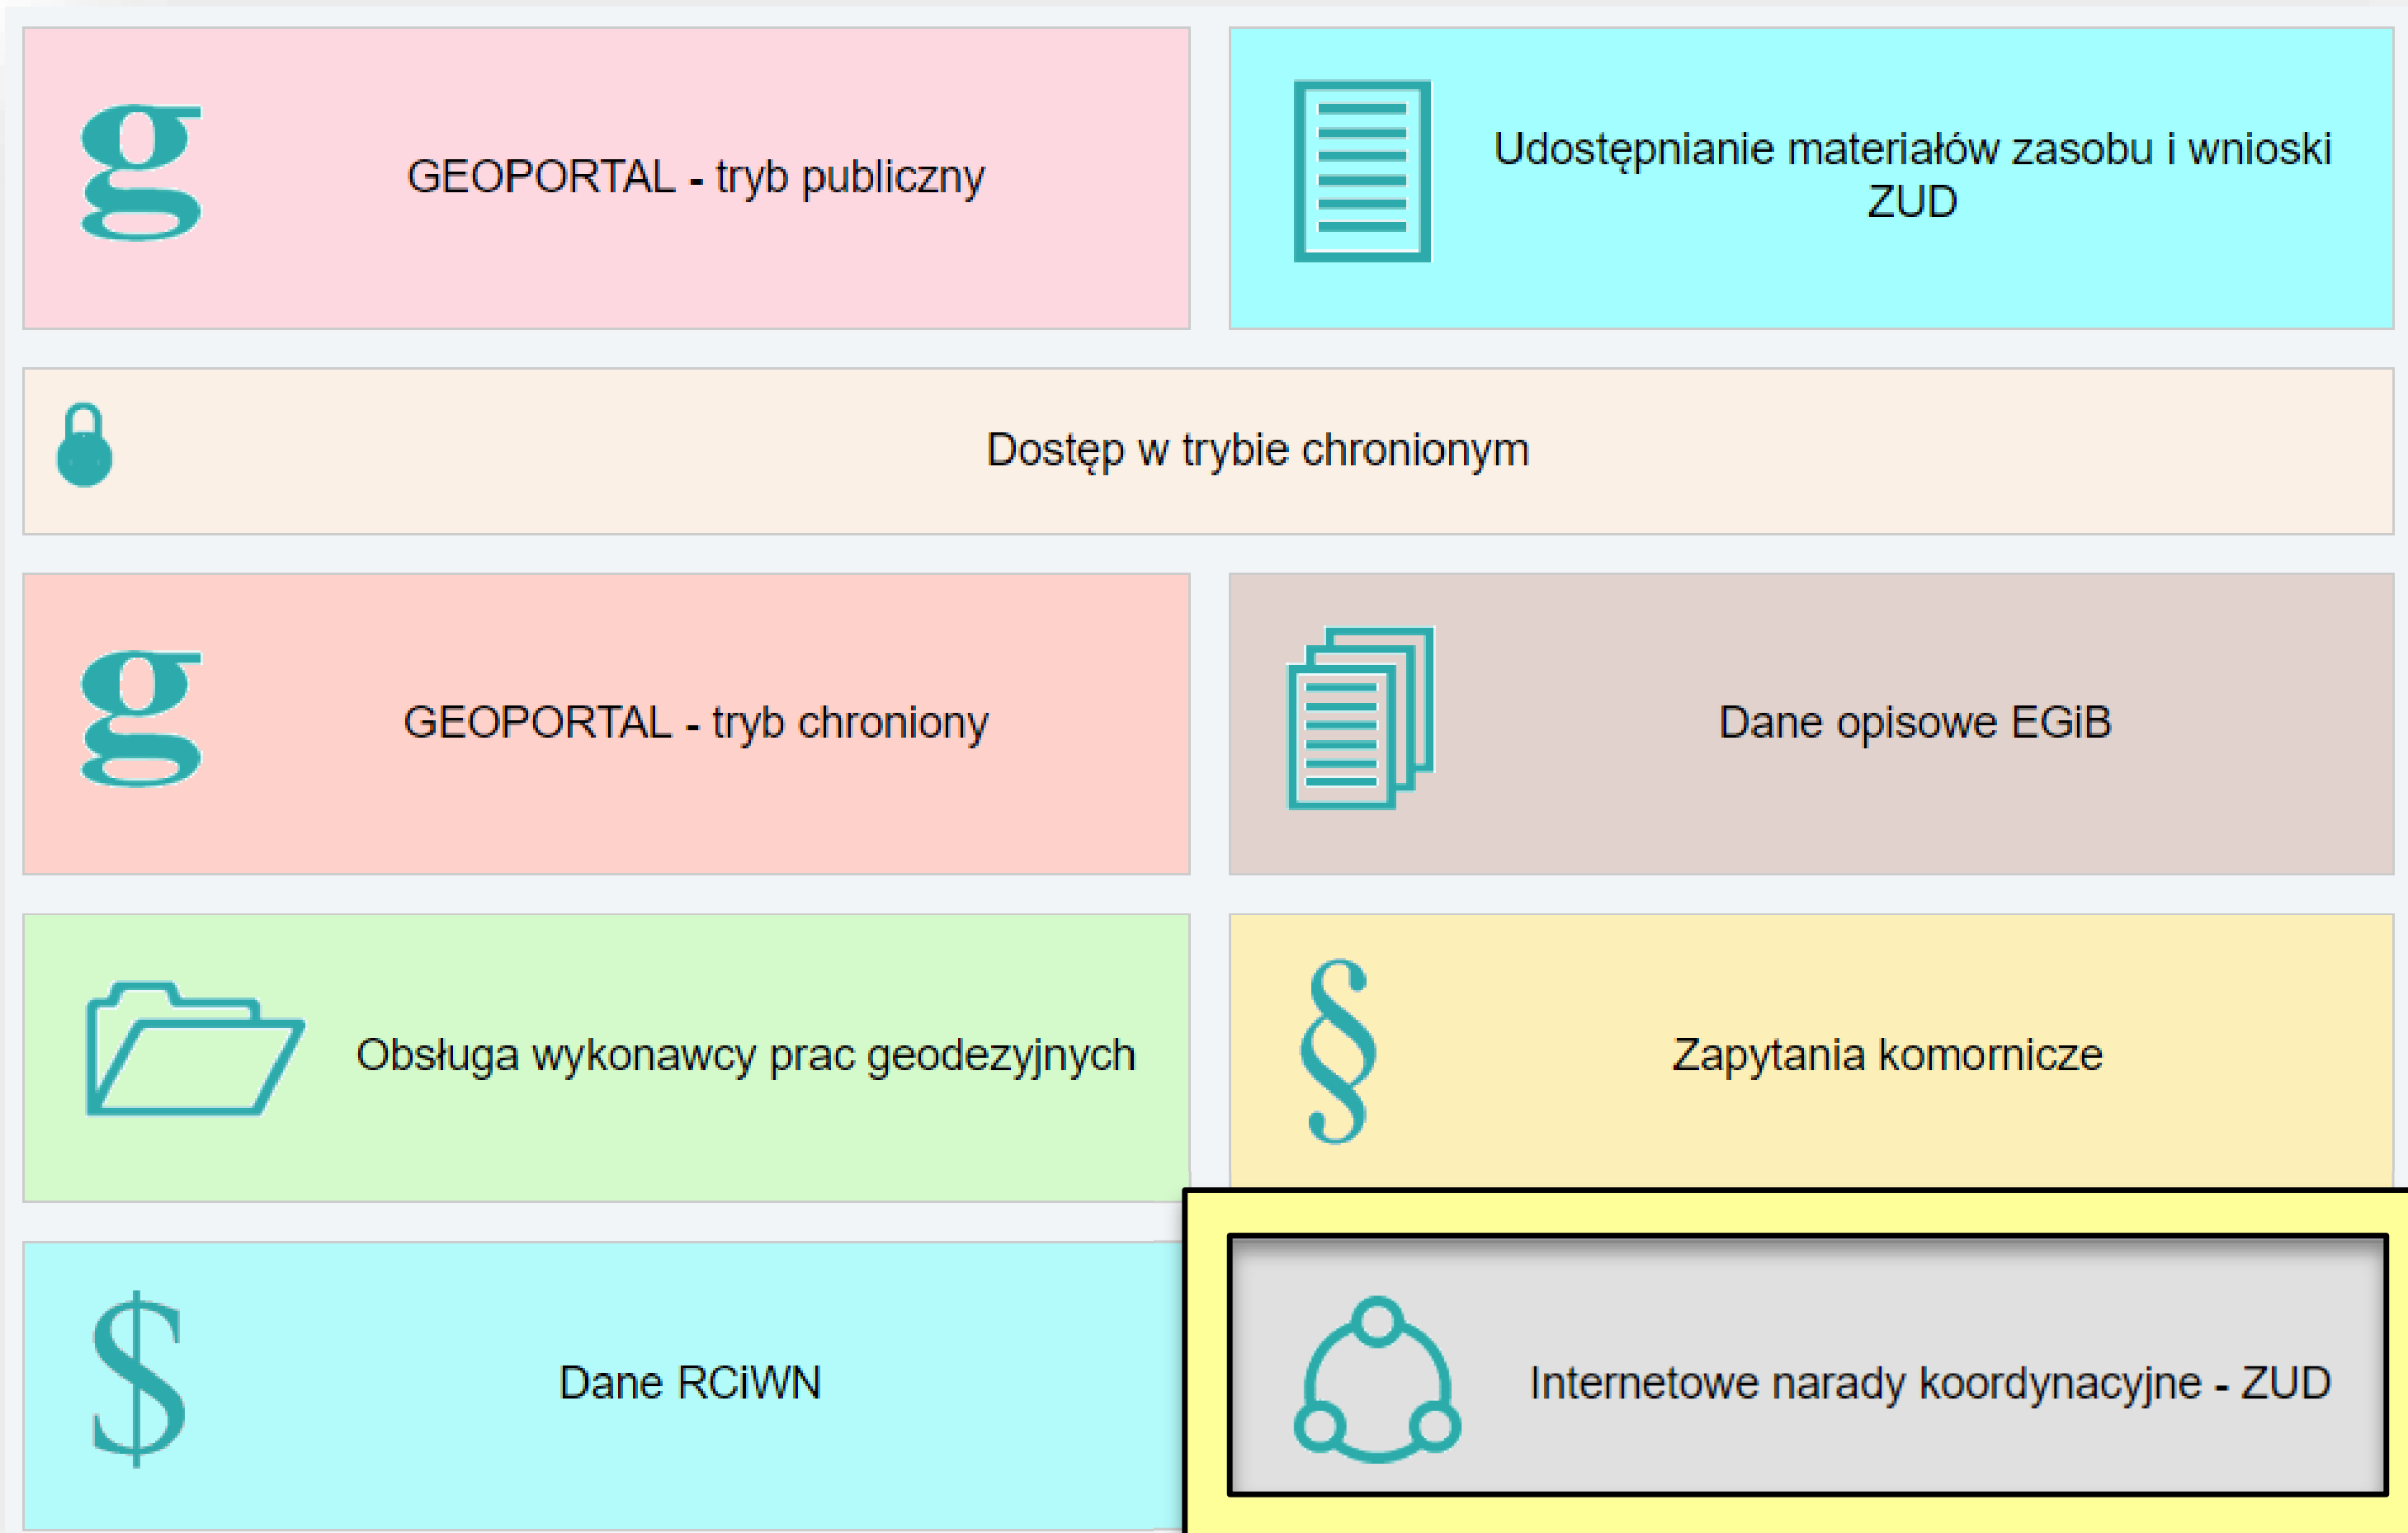 g
GEOPORTAL - tryb publiczny
Udostępnianie materiałów zasobu i wnioski
ZUD
Dostęp w trybie chronionym
g
GEOPORTAL - tryb chroniony
Dane opisowe EGiB
Obsługa wykonawcy prac geodezyjnych
§
Zapytania komornicze
$
Dane RCiWN
Internetowe narady koordynacyjne - ZUD